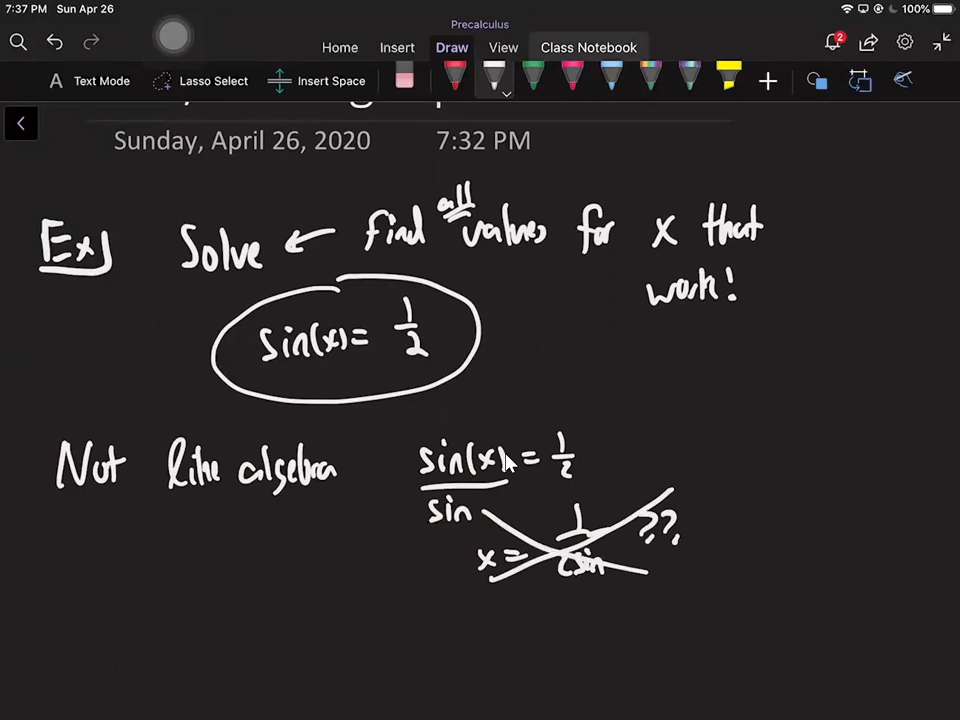 7:37 PM Sun Apr 26 100%
Precalculus
Home Insert Draw View Class Notebook 2
Text Mode Lasso Select Insert Space
Sunday, April 26, 2020 7:32 PM
Ex) Solve ← Find all values for x that
work!
sin(x) = 1/2
Not like algebra sin(x) = 1/2
sin
x = 1/2sin ??